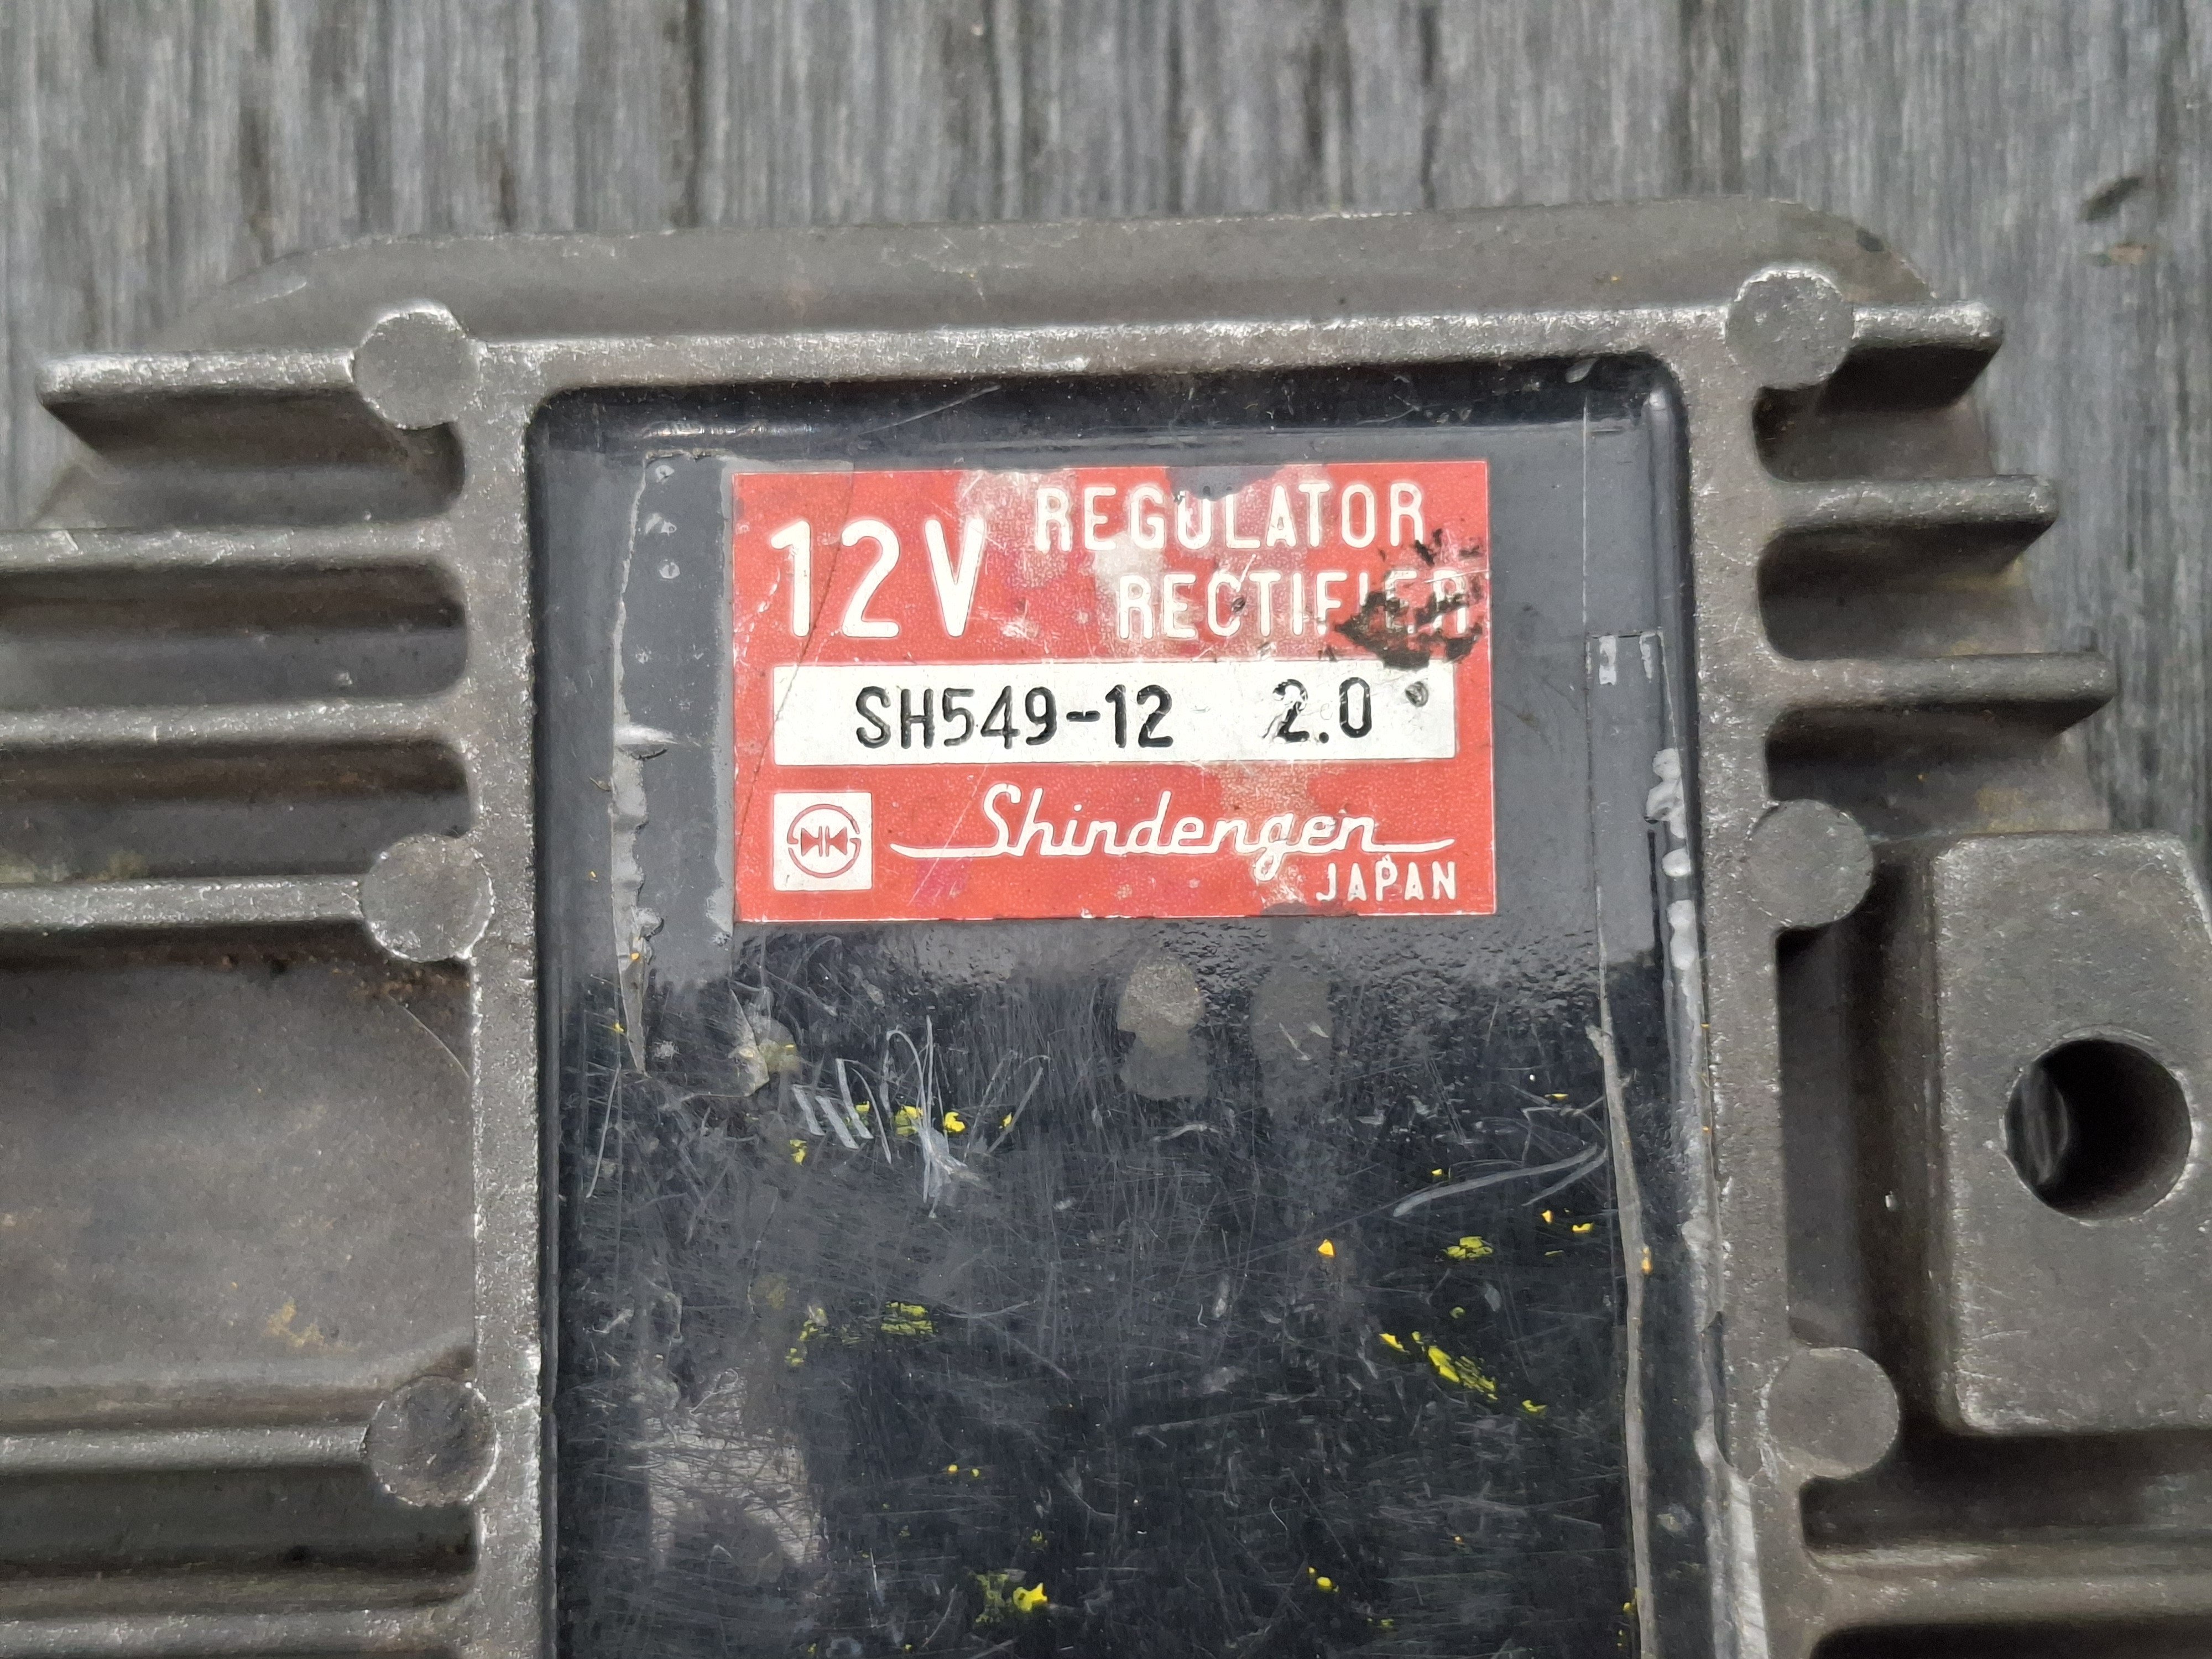 12V REGULATOR
RECTIFIER
SH549-12 2.0
Shindengen
JAPAN